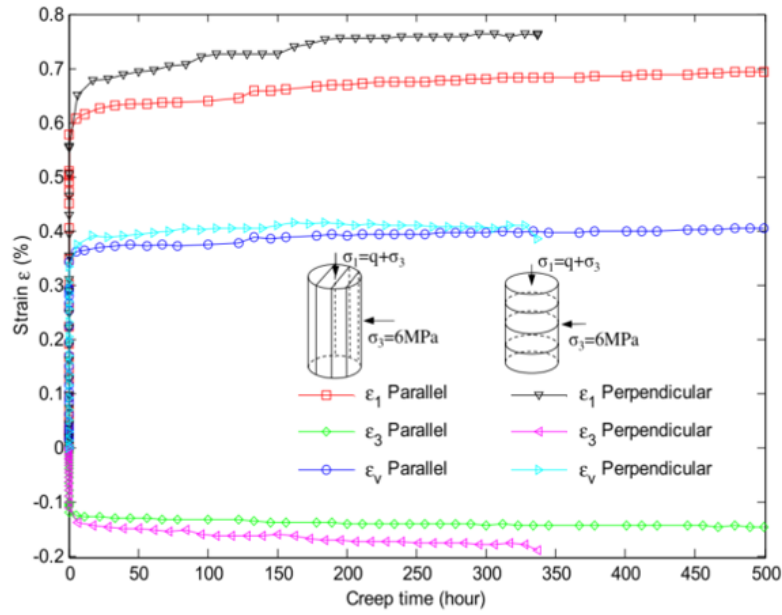 0.8
0.7
0.6
0.5
0.4
0.3
0.2
0.1
0
-0.1
-0.2
Strain ε (%)
σ₁=q+σ₃
σ₃=6MPa
σ₁=q+σ₃
σ₃=6MPa
ε₁ Parallel
ε₁ Perpendicular
ε₃ Parallel
ε₃ Perpendicular
εᵥ Parallel
εᵥ Perpendicular
0 50 100 150 200 250 300 350 400 450 500
Creep time (hour)